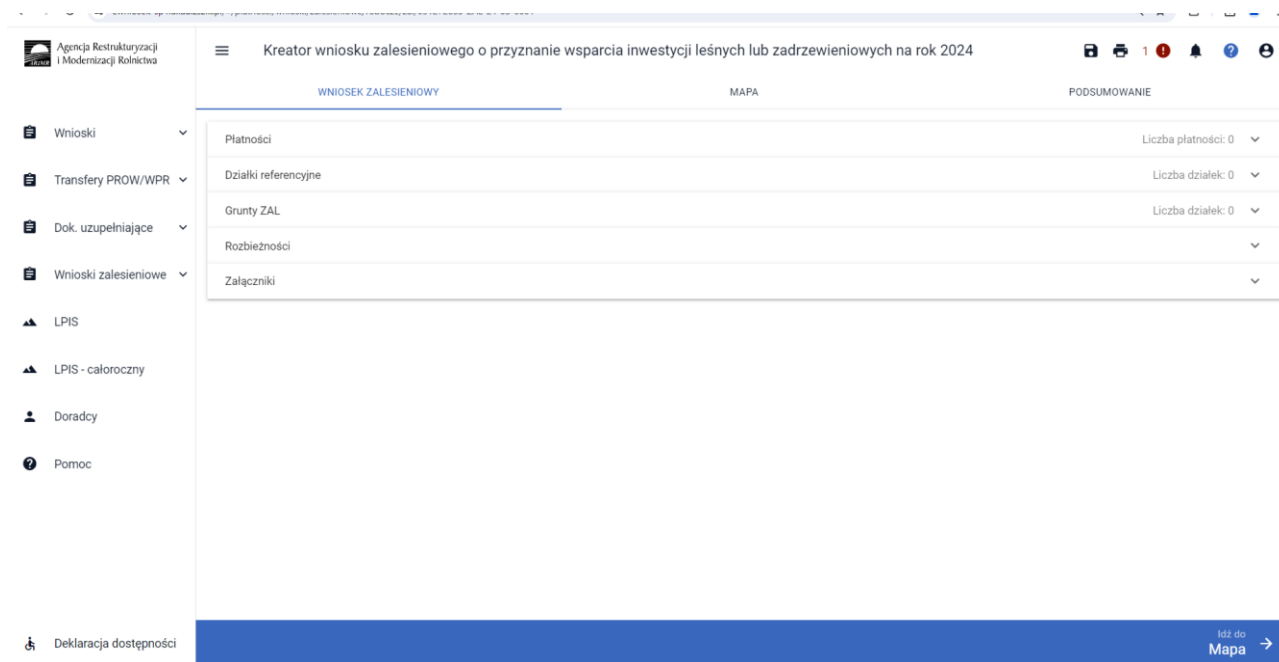 Agencja Restrukturyzacji
i Modernizacji Rolnictwa
ARiMR
Kreator wniosku zalesieniowego o przyznanie wsparcia inwestycji leśnych lub zadrzewieniowych na rok 2024
1
WNIOSEK ZALESIENIOWY
MAPA
PODSUMOWANIE
Wnioski
Transfery PROW/WPR
Dok. uzupełniające
Wnioski zalesieniowe
LPIS
LPIS - całoroczny
Doradcy
Pomoc
Deklaracja dostępności
Płatności
Liczba płatności: 0
Działki referencyjne
Liczba działek: 0
Grunty ZAL
Liczba działek: 0
Rozbieżności
Załączniki
Idź do
Mapa